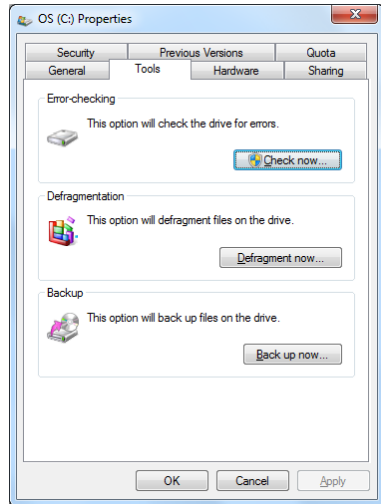 OS (C:) Properties
Security Previous Versions Quota
General Tools Hardware Sharing
Error-checking
This option will check the drive for errors.
Check now...
Defragmentation
This option will defragment files on the drive.
Defragment now...
Backup
This option will back up files on the drive.
Back up now...
OK Cancel Apply